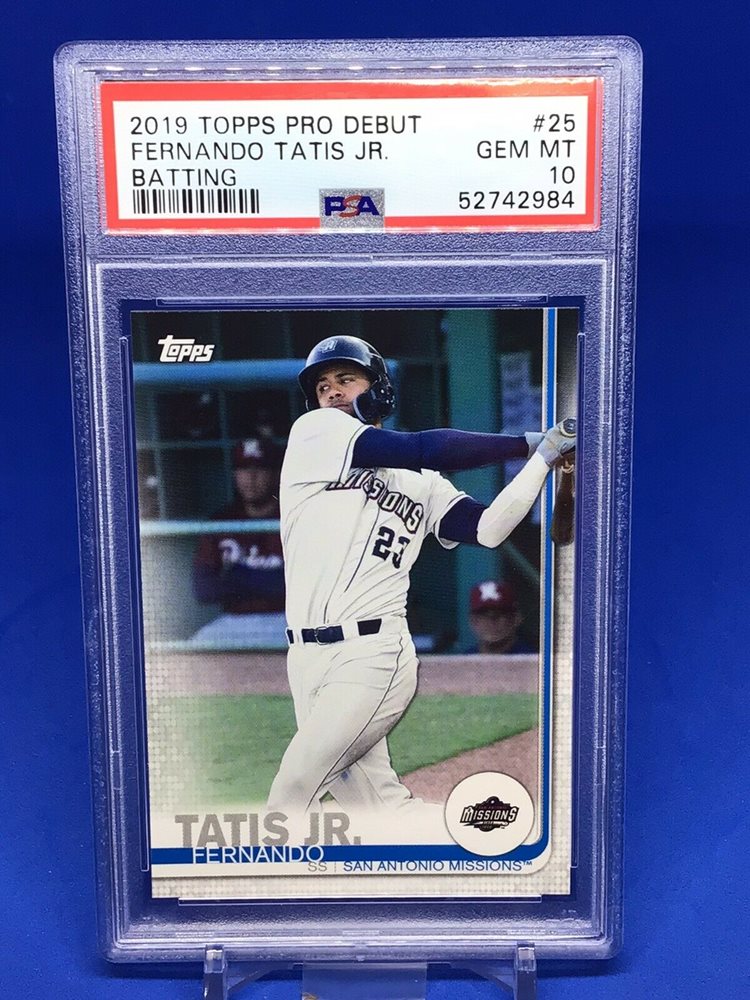 2019 TOPPS PRO DEBUT #25
FERNANDO TATIS JR. GEM MT
BATTING 10
PSA 52742984
Topps
MISSIONS
23
MISSIONS
TATIS JR.
FERNANDO
SS | SAN ANTONIO MISSIONS™